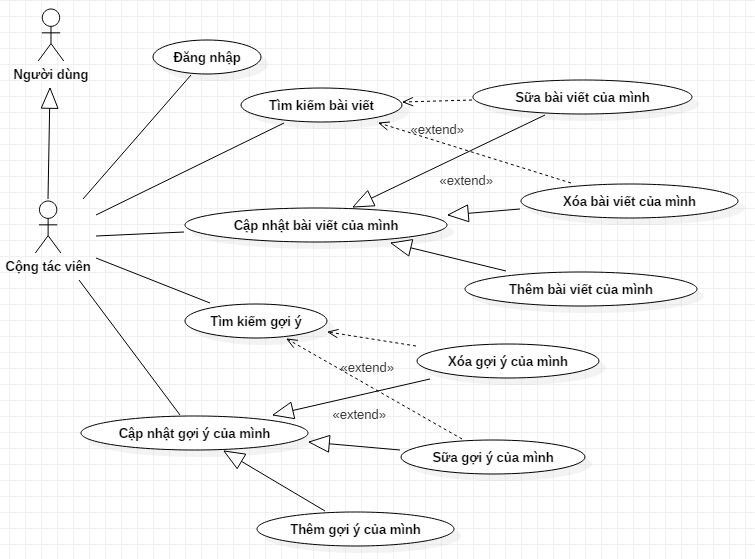 Người dùng
Đăng nhập
Tìm kiếm bài viết
Sữa bài viết của mình
«extend»
«extend»
Xóa bài viết của mình
Cập nhật bài viết của mình
Cộng tác viên
Thêm bài viết của mình
Tìm kiếm gợi ý
Xóa gợi ý của mình
«extend»
«extend»
Cập nhật gợi ý của mình
Sữa gợi ý của mình
Thêm gợi ý của mình